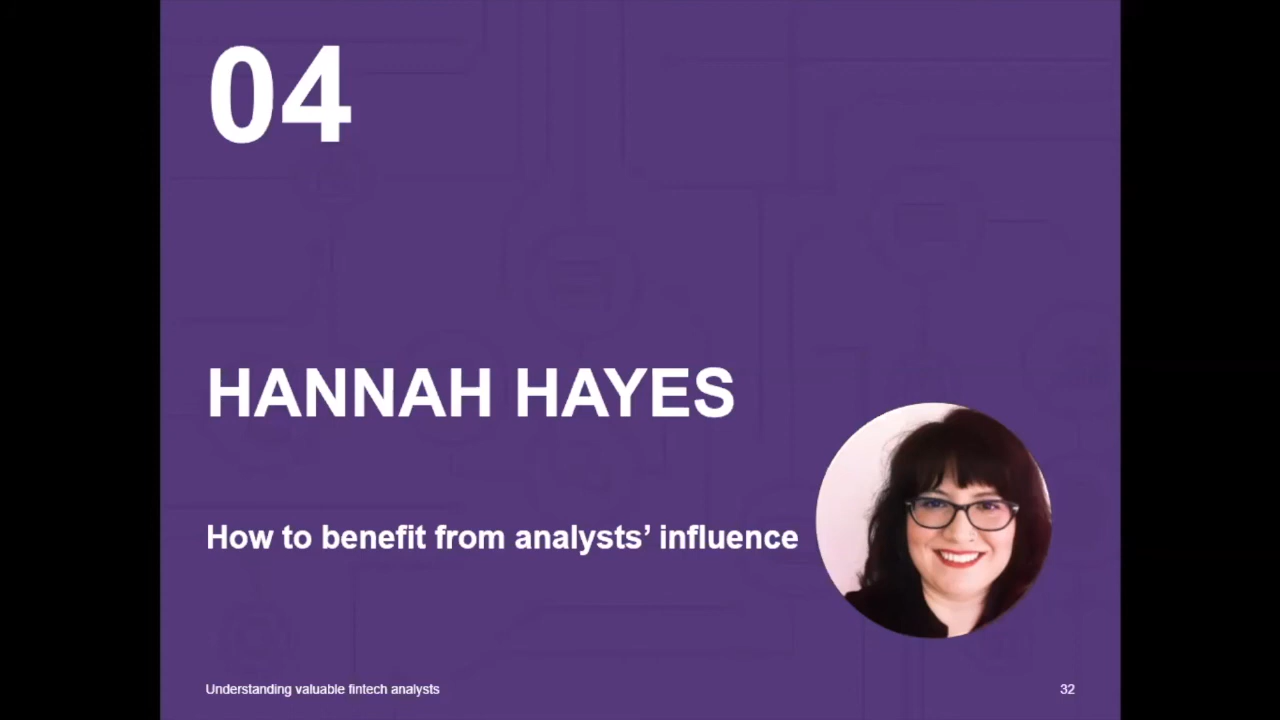 04
HANNAH HAYES
How to benefit from analysts’ influence
Understanding valuable fintech analysts
32